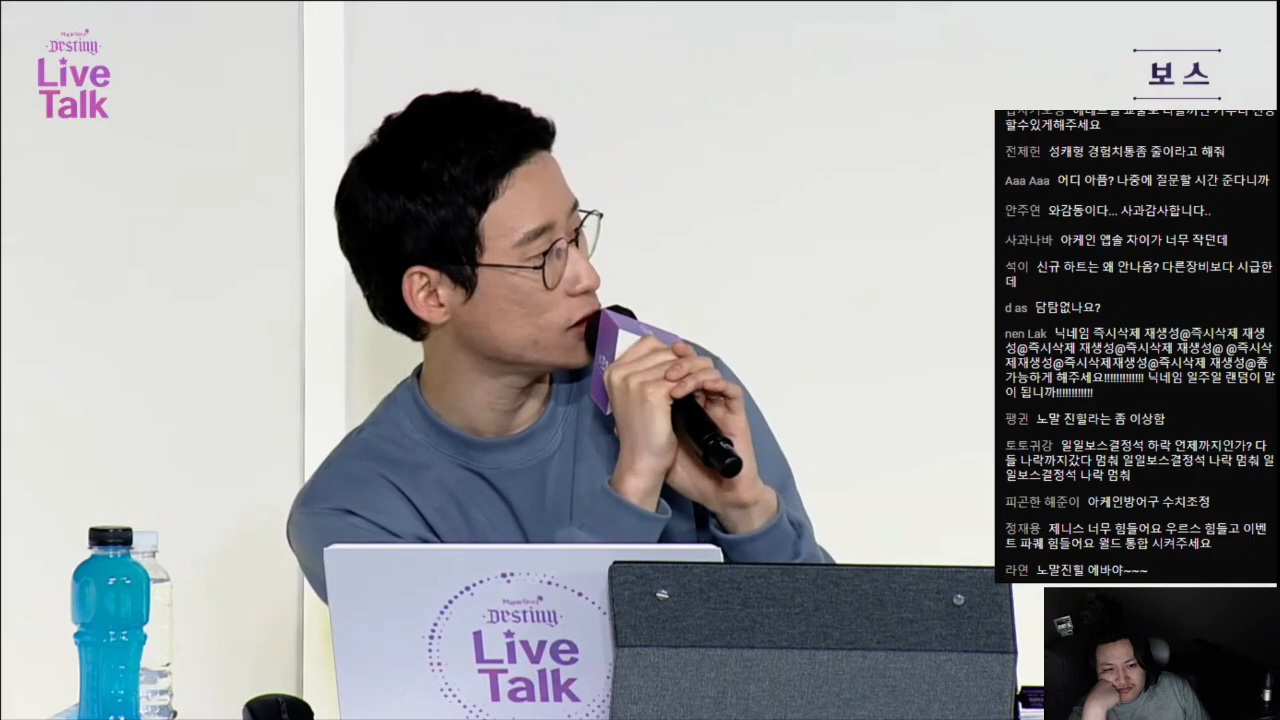 MapleStory
DESTINY
Live
Talk
보스
할수있게해주세요
전제헌 성캐형 경험치통좀 줄이라고 해줘
Aaa Aaa 어디 아픔? 나중에 질문할 시간 준다니까
안주연 와감동이다... 사과감사합니다..
사과나바 아케인 앱솔 차이가 너무 작던데
석이 신규 하트는 왜 안나옴? 다른장비보다 시급한
데
d as 담탐없나요?
nen Lak 닉네임 즉시삭제 재생성@즉시삭제 재생
성@즉시삭제 재생성@즉시삭제 재생성@ @즉시삭
제재생성@즉시삭제재생성@즉시삭제 재생성@좀
가능하게 해주세요!!!!!!!!!!!!! 닉네임 일주일 랜덤이 말
이 됩니까!!!!!!!!!!!!
팽귄 노말 진힐라는 좀 이상함
토토귀강 일일보스결정석 하락 언제까지인가? 다
들 나락까지갔다 멈춰 일일보스결정석 나락 멈춰 일
일보스결정석 나락 멈춰
피곤한 해준이 아케인방어구 수치조정
정재용 제니스 너무 힘들어요 우르스 힘들고 이벤
트 파퀘 힘들어요 월드 통합 시켜주세요
라연 노말진힐 에바야~~~
MapleStory
DESTINY
Live
Talk